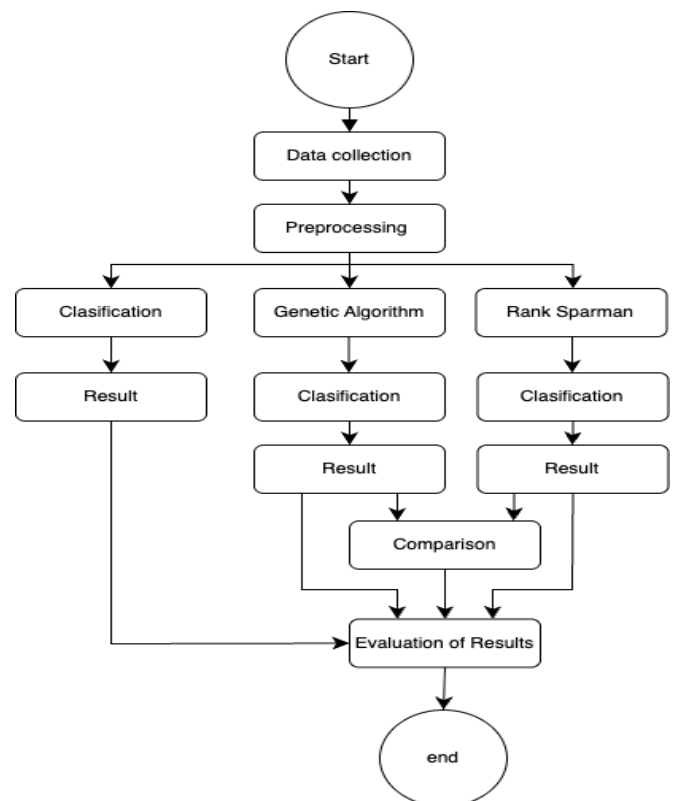 Start
Data collection
Preprocessing
Clasification
Genetic Algorithm
Rank Sparman
Result
Clasification
Clasification
Result
Result
Comparison
Evaluation of Results
end